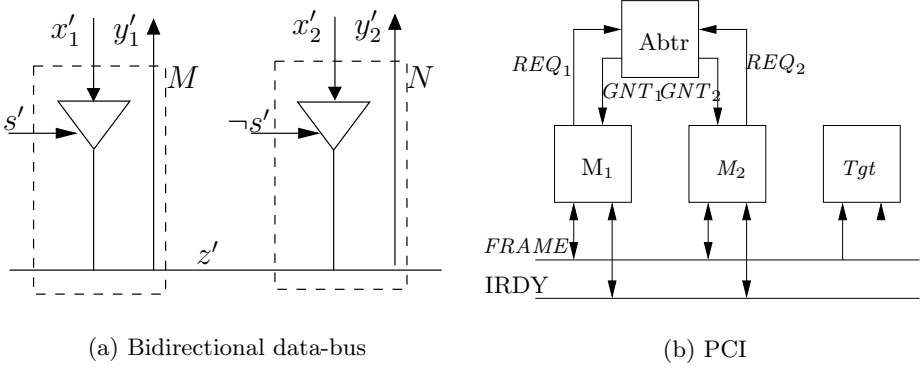 x′₁ y′₁ x′₂ y′₂
M N
s′ ¬s′
z′
(a) Bidirectional data-bus
Abtr
REQ₁ REQ₂
GNT₁ GNT₂
M₁ M₂ Tgt
FRAME
IRDY
(b) PCI